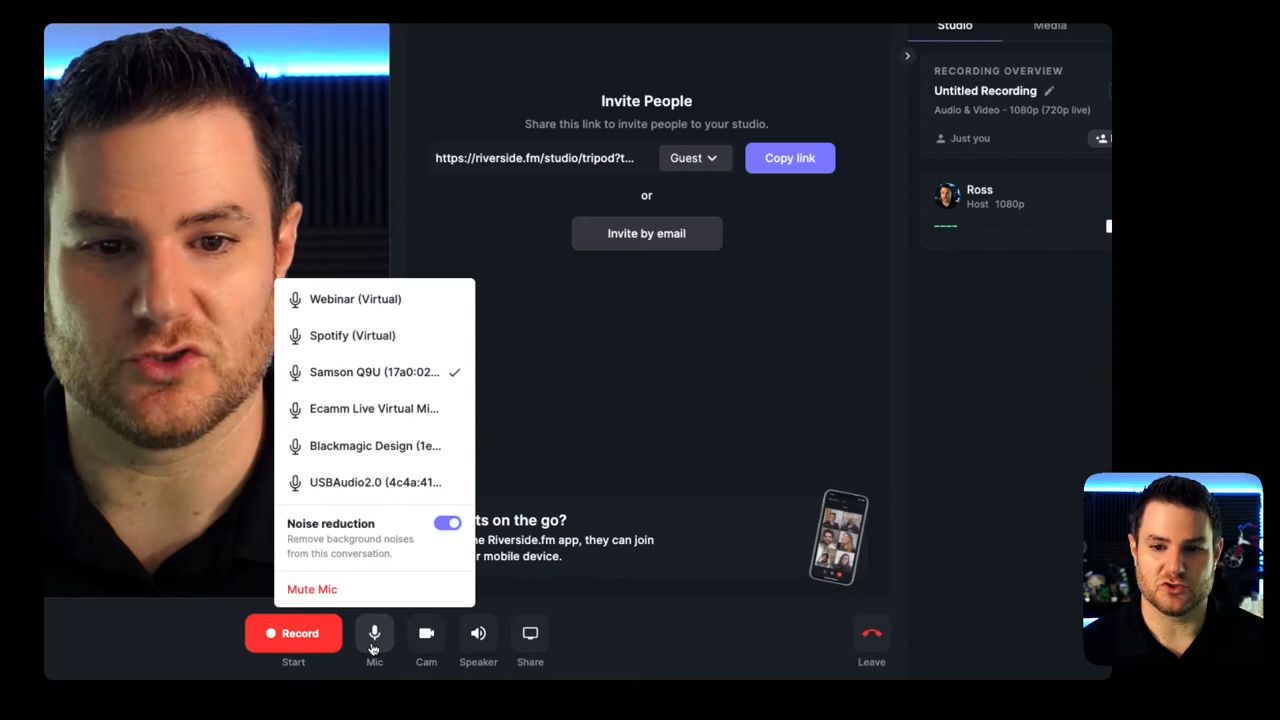 Studio
Media
RECORDING OVERVIEW
Untitled Recording
Audio & Video - 1080p (720p live)
Just you
Ross
Host 1080p
Invite People
Share this link to invite people to your studio.
https://riverside.fm/studio/tripod?t...
Guest
Copy link
or
Invite by email
Webinar (Virtual)
Spotify (Virtual)
Samson Q9U (17a0:02...
Ecamm Live Virtual Mi...
Blackmagic Design (1e...
USBAudio2.0 (4c4a:41...
Noise reduction
Remove background noises
from this conversation.
Mute Mic
ts on the go?
ne Riverside.fm app, they can join
r mobile device.
Record
Start
Mic
Cam
Speaker
Share
Leave